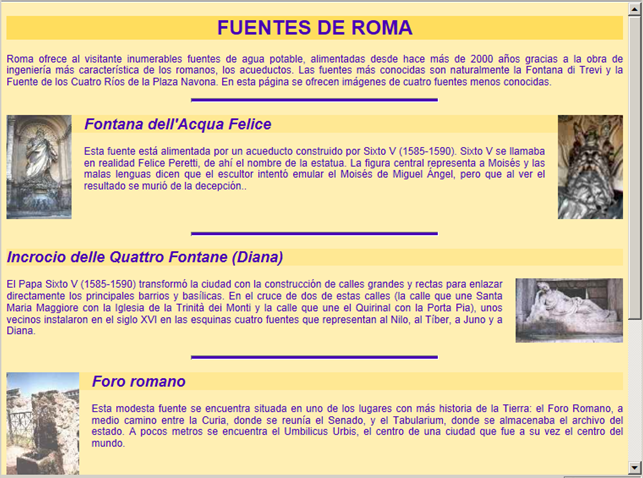 FUENTES DE ROMA
Roma ofrece al visitante inumerables fuentes de agua potable, alimentadas desde hace más de 2000 años gracias a la obra de
ingeniería más característica de los romanos, los acueductos. Las fuentes más conocidas son naturalmente la Fontana di Trevi y la
Fuente de los Cuatro Ríos de la Plaza Navona. En esta página se ofrecen imágenes de cuatro fuentes menos conocidas.
Fontana dell'Acqua Felice
Esta fuente está alimentada por un acueducto construido por Sixto V (1585-1590). Sixto V se llamaba
en realidad Felice Peretti, de ahí el nombre de la estatua. La figura central representa a Moisés y las
malas lenguas dicen que el escultor intentó emular el Moisés de Miguel Ángel, pero que al ver el
resultado se murió de la decepción..
Incrocio delle Quattro Fontane (Diana)
El Papa Sixto V (1585-1590) transformó la ciudad con la construcción de calles grandes y rectas para enlazar
directamente los principales barrios y basílicas. En el cruce de dos de estas calles (la calle que une Santa
Maria Maggiore con la Iglesia de la Trinità dei Monti y la calle que une el Quirinal con la Porta Pia), unos
vecinos instalaron en el siglo XVI en las esquinas cuatro fuentes que representan al Nilo, al Tíber, a Juno y a
Diana.
Foro romano
Esta modesta fuente se encuentra situada en uno de los lugares con más historia de la Tierra: el Foro Romano, a
medio camino entre la Curia, donde se reunía el Senado, y el Tabularium, donde se almacenaba el archivo del
estado. A pocos metros se encuentra el Umbilicus Urbis, el centro de una ciudad que fue a su vez el centro del
mundo.